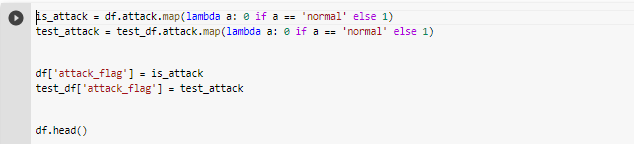 is_attack = df.attack.map(lambda a: 0 if a == 'normal' else 1)
test_attack = test_df.attack.map(lambda a: 0 if a == 'normal' else 1)
df['attack_flag'] = is_attack
test_df['attack_flag'] = test_attack
df.head()